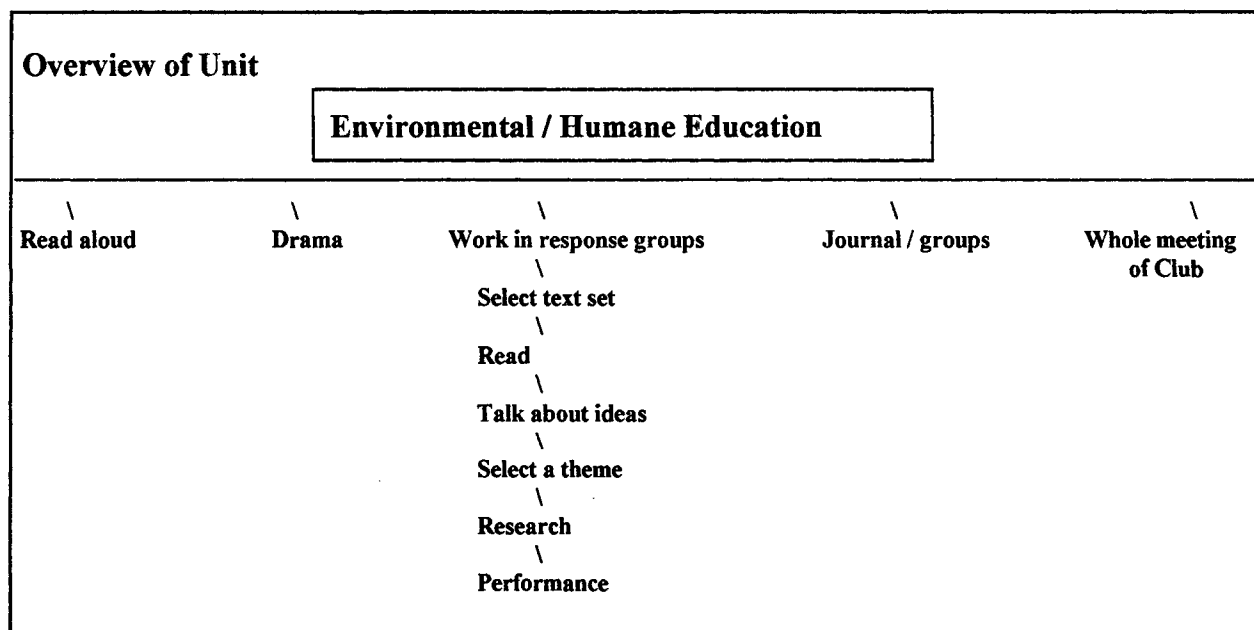 Overview of Unit
Environmental / Humane Education
\ \ \ \ \
Read aloud Drama Work in response groups Journal / groups Whole meeting
of Club
\
Select text set
\
Read
\
Talk about ideas
\
Select a theme
\
Research
\
Performance